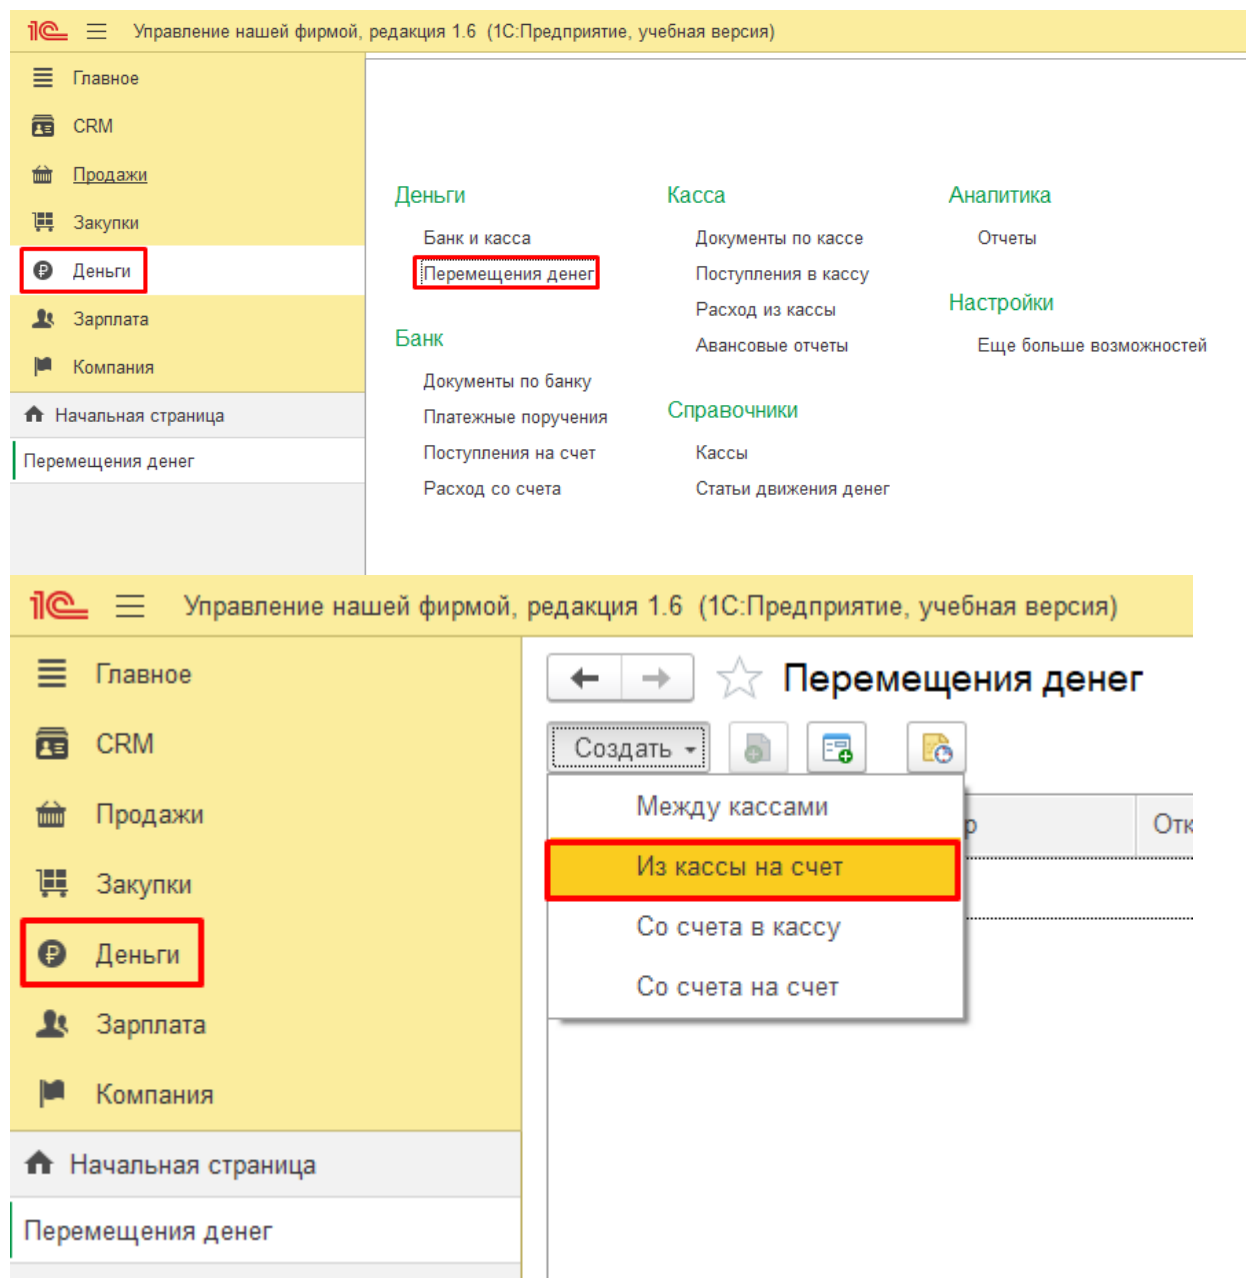 1С Управление нашей фирмой, редакция 1.6 (1С:Предприятие, учебная версия)
Главное
CRM
Продажи
Закупки
Деньги
Зарплата
Компания
Начальная страница
Перемещения денег
Деньги
Банк и касса
Перемещения денег
Банк
Документы по банку
Платежные поручения
Поступления на счет
Расход со счета
Касса
Документы по кассе
Поступления в кассу
Расход из кассы
Авансовые отчеты
Справочники
Кассы
Статьи движения денег
Аналитика
Отчеты
Настройки
Еще больше возможностей
1С Управление нашей фирмой, редакция 1.6 (1С:Предприятие, учебная версия)
Главное
CRM
Продажи
Закупки
Деньги
Зарплата
Компания
Начальная страница
Перемещения денег
Перемещения денег
Создать
Между кассами
Из кассы на счет
Со счета в кассу
Со счета на счет
р
Отк